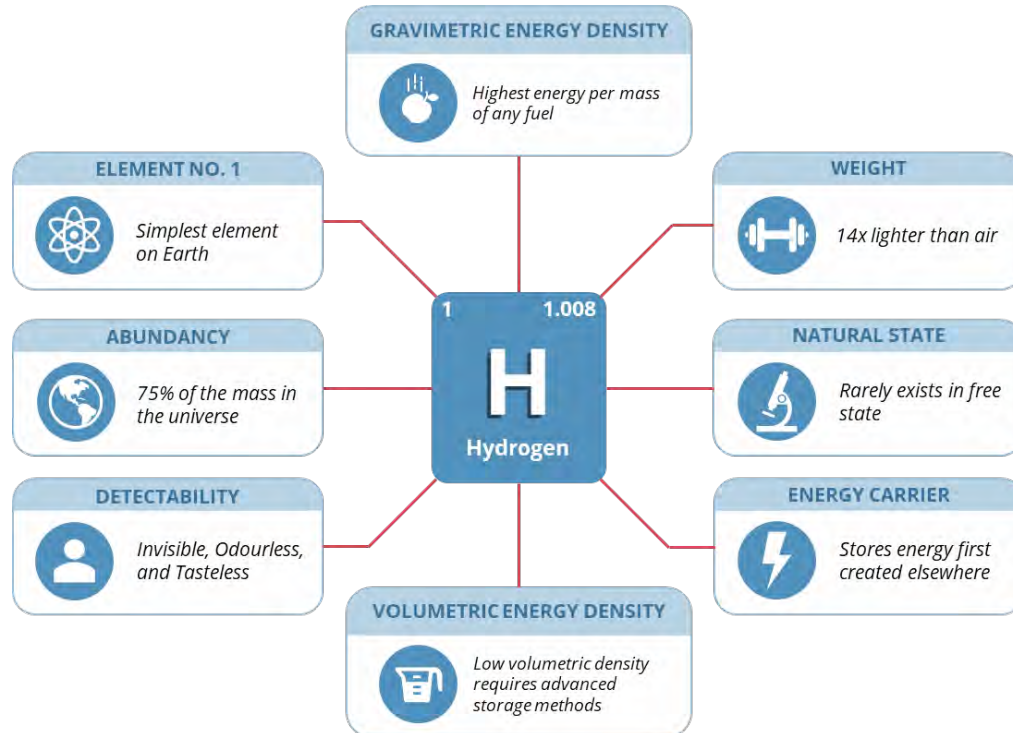 GRAVIMETRIC ENERGY DENSITY
Highest energy per mass
of any fuel
ELEMENT NO. 1
Simplest element
on Earth
WEIGHT
14x lighter than air
1 1.008
H
Hydrogen
ABUNDANCY
75% of the mass in
the universe
NATURAL STATE
Rarely exists in free
state
DETECTABILITY
Invisible, Odourless,
and Tasteless
ENERGY CARRIER
Stores energy first
created elsewhere
VOLUMETRIC ENERGY DENSITY
Low volumetric density
requires advanced
storage methods